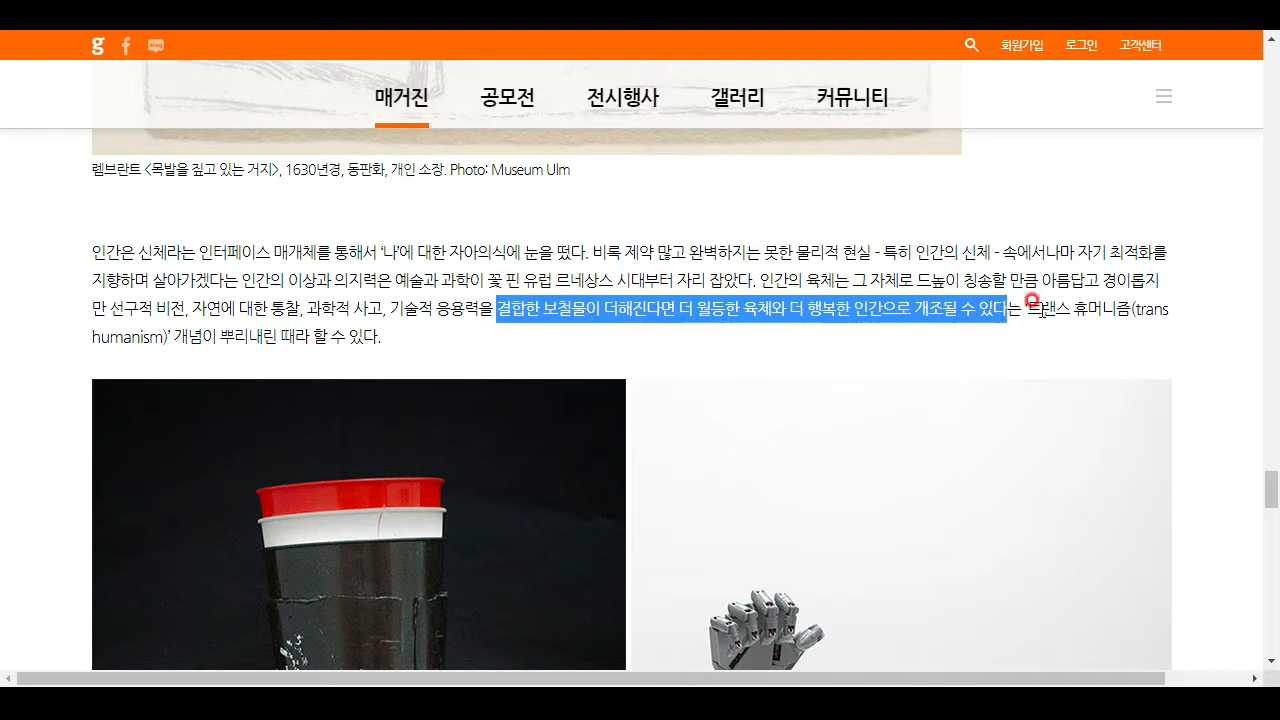 g f blog 회원가입 로그인 고객센터
매거진 공모전 전시행사 갤러리 커뮤니티
렘브란트 <목발을 짚고 있는 거지>, 1630년경, 동판화, 개인 소장. Photo: Museum Ulm
인간은 신체라는 인터페이스 매개체를 통해서 ‘나’에 대한 자아의식에 눈을 떴다. 비록 제약 많고 완벽하지는 못한 물리적 현실 - 특히 인간의 신체 - 속에서나마 자기 최적화를
지향하며 살아가겠다는 인간의 이상과 의지력은 예술과 과학이 꽃 핀 유럽 르네상스 시대부터 자리 잡았다. 인간의 육체는 그 자체로 드높이 칭송할 만큼 아름답고 경이롭지
만 선구적 비전, 자연에 대한 통찰, 과학적 사고, 기술적 응용력을 결합한 보철물이 더해진다면 더 월등한 육체와 더 행복한 인간으로 개조될 수 있다는 ‘트랜스 휴머니즘(trans
humanism)’ 개념이 뿌리내린 때라 할 수 있다.